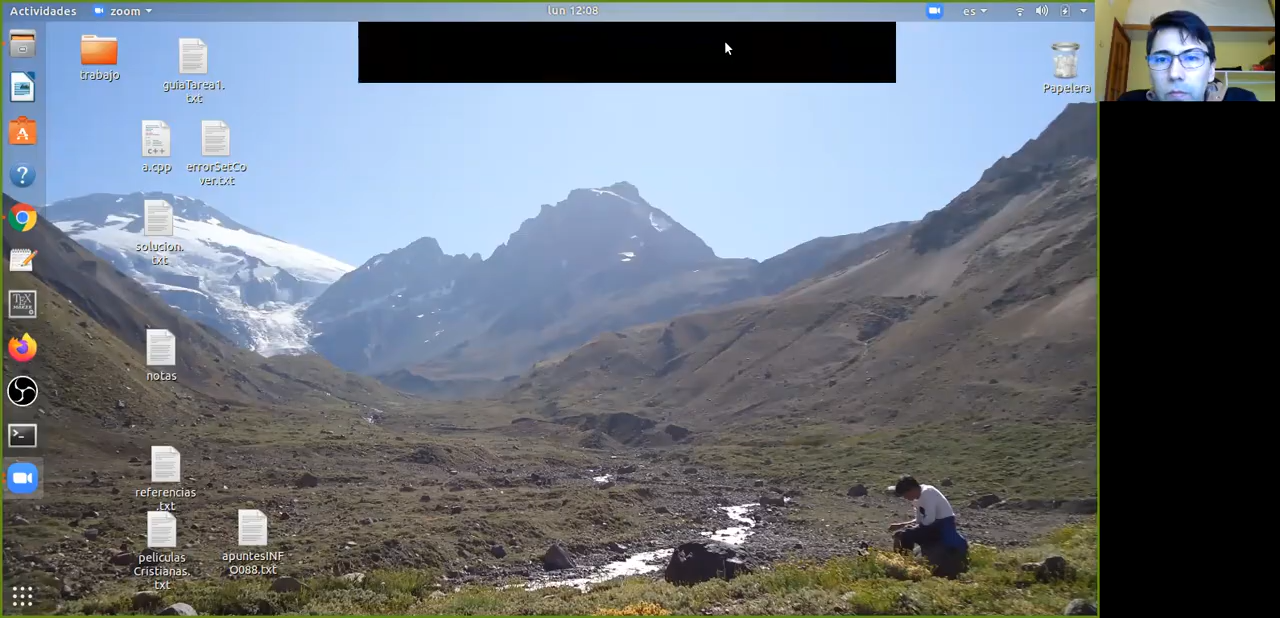 Actividades
zoom
lun 12:08
es
trabajo
guiaTarea1.
txt
Papelera
a.cpp
errorSetCo
ver.txt
solucion.
txt
notas
referencias
.txt
peliculas
Cristianas.
txt
apuntesINF
O088.txt